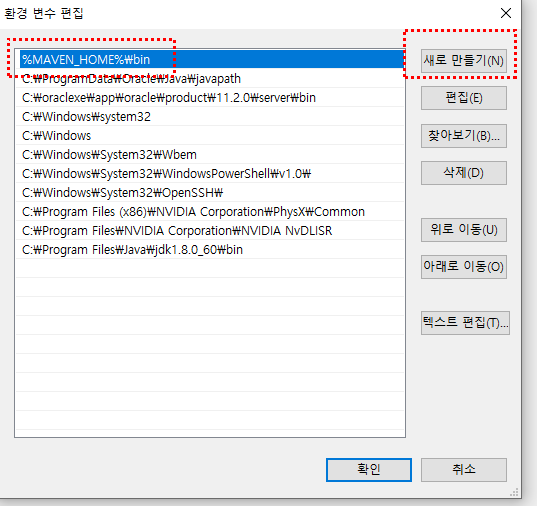 환경 변수 편집
%MAVEN_HOME%₩bin
C:₩ProgramData₩Oracle₩Java₩javapath
C:₩oraclexe₩app₩oracle₩product₩11.2.0₩server₩bin
C:₩Windows₩system32
C:₩Windows
C:₩Windows₩System32₩Wbem
C:₩Windows₩System32₩WindowsPowerShell₩v1.0₩
C:₩Windows₩System32₩OpenSSH₩
C:₩Program Files (x86)₩NVIDIA Corporation₩PhysX₩Common
C:₩Program Files₩NVIDIA Corporation₩NVIDIA NvDLISR
C:₩Program Files₩Java₩jdk1.8.0_60₩bin
새로 만들기(N)
편집(E)
찾아보기(B)...
삭제(D)
위로 이동(U)
아래로 이동(O)
텍스트 편집(T)...
확인
취소